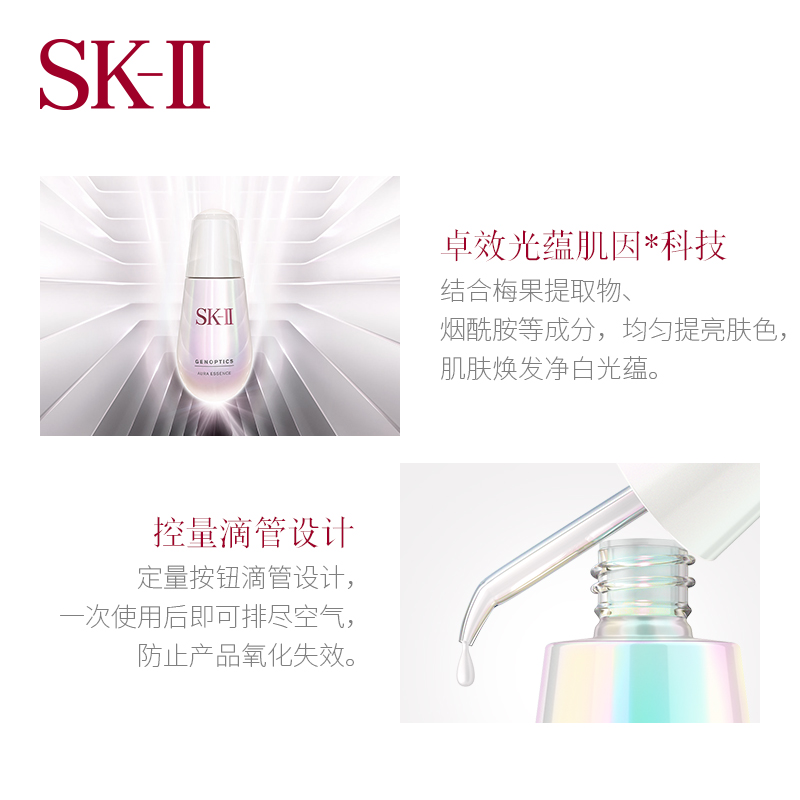 SK-II
SK-II
GENOPTICS
AURA ESSENCE
卓效光蕴肌因*科技
结合梅果提取物、
烟酰胺等成分，均匀提亮肤色，
肌肤焕发净白光蕴。
控量滴管设计
定量按钮滴管设计，
一次使用后即可排尽空气，
防止产品氧化失效。